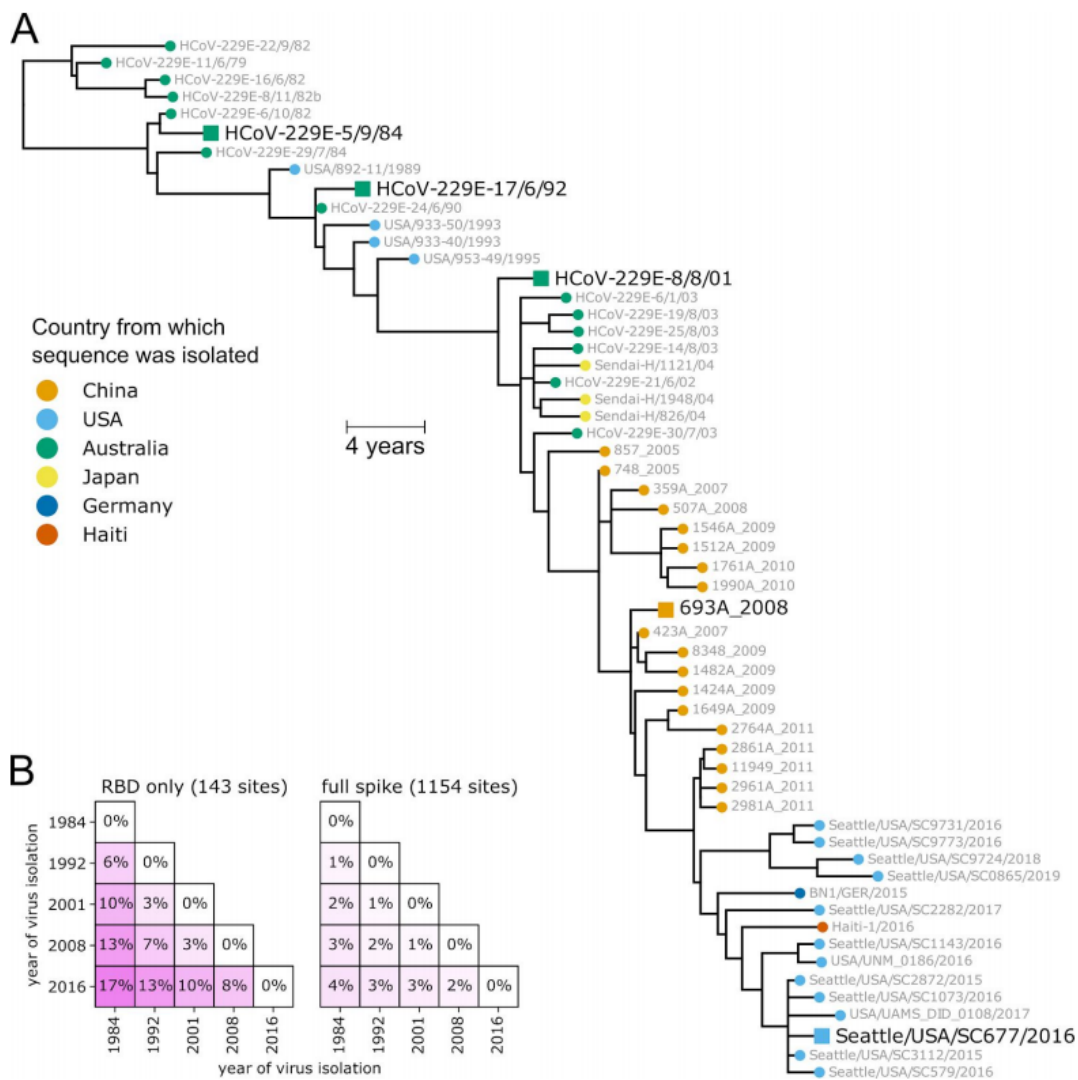 A
HCoV-229E-22/9/82
HCoV-229E-11/6/79
HCoV-229E-16/6/82
HCoV-229E-8/11/82b
HCoV-229E-6/10/82
HCoV-229E-5/9/84
HCoV-229E-29/7/84
USA/892-11/1989
HCoV-229E-17/6/92
HCoV-229E-24/6/90
USA/933-50/1993
USA/933-40/1993
USA/953-49/1995
HCoV-229E-8/8/01
HCoV-229E-6/1/03
HCoV-229E-19/8/03
HCoV-229E-25/8/03
HCoV-229E-14/8/03
Sendai-H/1121/04
HCoV-229E-21/6/02
Sendai-H/1948/04
Sendai-H/826/04
HCoV-229E-30/7/03
857_2005
748_2005
359A_2007
507A_2008
1546A_2009
1512A_2009
1761A_2010
1990A_2010
693A_2008
423A_2007
8348_2009
1482A_2009
1424A_2009
1649A_2009
2764A_2011
2861A_2011
11949_2011
2961A_2011
2981A_2011
Seattle/USA/SC9731/2016
Seattle/USA/SC9773/2016
Seattle/USA/SC9724/2018
Seattle/USA/SC0865/2019
BN1/GER/2015
Seattle/USA/SC2282/2017
Haiti-1/2016
Seattle/USA/SC1143/2016
USA/UNM_0186/2016
Seattle/USA/SC2872/2015
Seattle/USA/SC1073/2016
USA/UAMS_DID_0108/2017
Seattle/USA/SC677/2016
Seattle/USA/SC3112/2015
Seattle/USA/SC579/2016
Country from which
sequence was isolated
China
USA
Australia
Japan
Germany
Haiti
4 years
B
RBD only (143 sites)
full spike (1154 sites)
year of virus isolation
1984 0% 0%
1992 6% 0% 1% 0%
2001 10% 3% 0% 2% 1% 0%
2008 13% 7% 3% 0% 3% 2% 1% 0%
2016 17% 13% 10% 8% 0% 4% 3% 3% 2% 0%
1984 1992 2001 2008 2016 1984 1992 2001 2008 2016
year of virus isolation